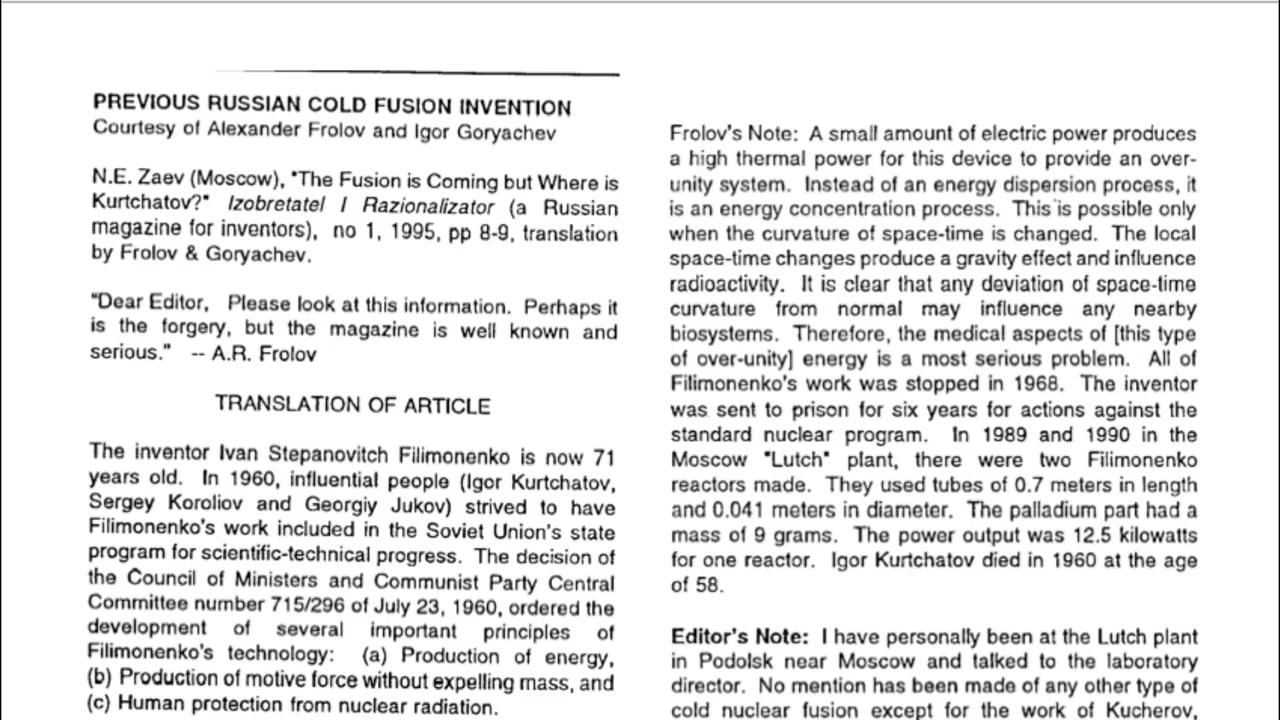 PREVIOUS RUSSIAN COLD FUSION INVENTION
Courtesy of Alexander Frolov and Igor Goryachev
N.E. Zaev (Moscow), "The Fusion is Coming but Where is
Kurtchatov?" Izobretatel I Razionalizator (a Russian
magazine for inventors), no 1, 1995, pp 8-9, translation
by Frolov & Goryachev.
"Dear Editor, Please look at this information. Perhaps it
is the forgery, but the magazine is well known and
serious." -- A.R. Frolov
TRANSLATION OF ARTICLE
The inventor Ivan Stepanovitch Filimonenko is now 71
years old. In 1960, influential people (Igor Kurtchatov,
Sergey Koroliov and Georgiy Jukov) strived to have
Filimonenko's work included in the Soviet Union's state
program for scientific-technical progress. The decision of
the Council of Ministers and Communist Party Central
Committee number 715/296 of July 23, 1960, ordered the
development of several important principles of
Filimonenko's technology: (a) Production of energy,
(b) Production of motive force without expelling mass, and
(c) Human protection from nuclear radiation.
Frolov's Note: A small amount of electric power produces
a high thermal power for this device to provide an over-
unity system. Instead of an energy dispersion process, it
is an energy concentration process. This is possible only
when the curvature of space-time is changed. The local
space-time changes produce a gravity effect and influence
radioactivity. It is clear that any deviation of space-time
curvature from normal may influence any nearby
biosystems. Therefore, the medical aspects of [this type
of over-unity] energy is a most serious problem. All of
Filimonenko's work was stopped in 1968. The inventor
was sent to prison for six years for actions against the
standard nuclear program. In 1989 and 1990 in the
Moscow "Lutch" plant, there were two Filimonenko
reactors made. They used tubes of 0.7 meters in length
and 0.041 meters in diameter. The palladium part had a
mass of 9 grams. The power output was 12.5 kilowatts
for one reactor. Igor Kurtchatov died in 1960 at the age
of 58.
Editor's Note: I have personally been at the Lutch plant
in Podolsk near Moscow and talked to the laboratory
director. No mention has been made of any other type of
cold nuclear fusion except for the work of Kucherov,